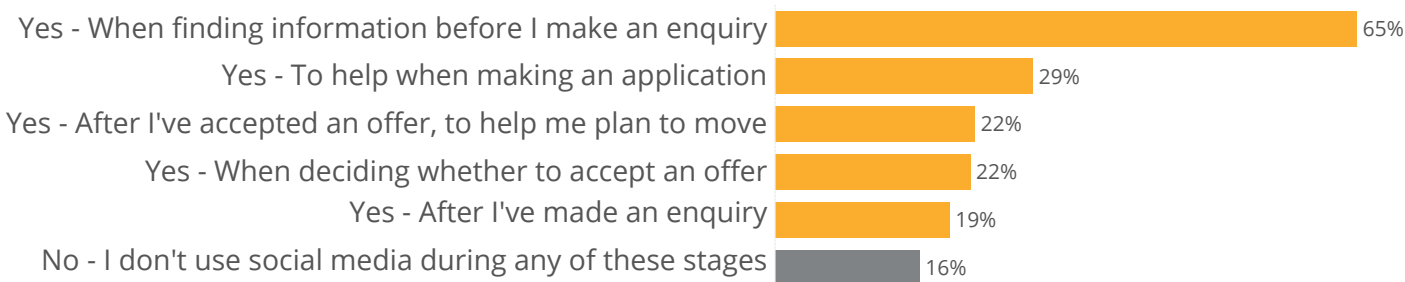 Yes - When finding information before I make an enquiry 65%
Yes - To help when making an application 29%
Yes - After I've accepted an offer, to help me plan to move 22%
Yes - When deciding whether to accept an offer 22%
Yes - After I've made an enquiry 19%
No - I don't use social media during any of these stages 16%